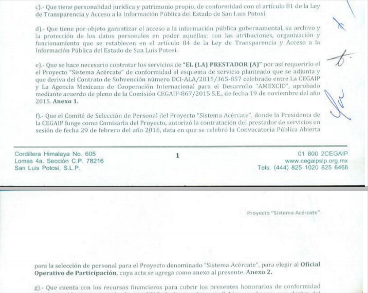 c).- Que tiene personalidad jurídica y patrimonio propio, de conformidad con el artículo 81 de la Ley
de Transparencia y Acceso a la Información Pública del Estado de San Luis Potosí.
d).- Que tiene por objeto garantizar el acceso a la información pública gubernamental, su archivo y
la protección de los datos personales en poder aquellas; con las atribuciones, organización y
funcionamiento que se establecen en el artículo 84 de la Ley de Transparencia y Acceso a la
Información Pública del Estado de San Luis Potosí.
e).- Que se hace necesario contratar los servicios de "EL (LA) PRESTADOR (A)" por así requerirlo el
el Proyecto "Sistema Acércate" de conformidad al esquema de servicios planteado que se adjunta y
que deriva del Contrato de Subvención número celebrado entre la CEGAIP
y La Agencia Mexicana de Cooperación Internacional para el Desarrollo "AMEXCID", aprobado
mediante acuerdo de pleno de la Comisión CEGAIP-867/2015 S.E., de fecha 19 de noviembre del año
2015. Anexo 1.
f).- Que el Comité de Selección de Personal del Proyecto "Sistema Acércate", donde la Presidenta de
la CEGAIP funge como Comisaria del Proyecto, autorizó la contratación del prestador de servicios en
sesión de fecha 29 de febrero del año 2016, data en que se celebró la Convocatoria Pública Abierta
Cordillera Himalaya No. 605
Lomas 4a. Sección C.P. 78216
San Luis Potosí, S.L.P.
1
01 800 2CEGAIP
www.cegaipslp.org.mx
Tels. (444) 825 1020 825 6468
Proyecto "Sistema Acércate"
para la selección de personal para el Proyecto denominado "Sistema Acércate", para elegir al Oficial
Operativo de Participación, cuya acta se agrega como anexo al presente. Anexo 2.
g).- Que cuenta con los recursos financieros para cubrir los presentes honorarios de conformidad